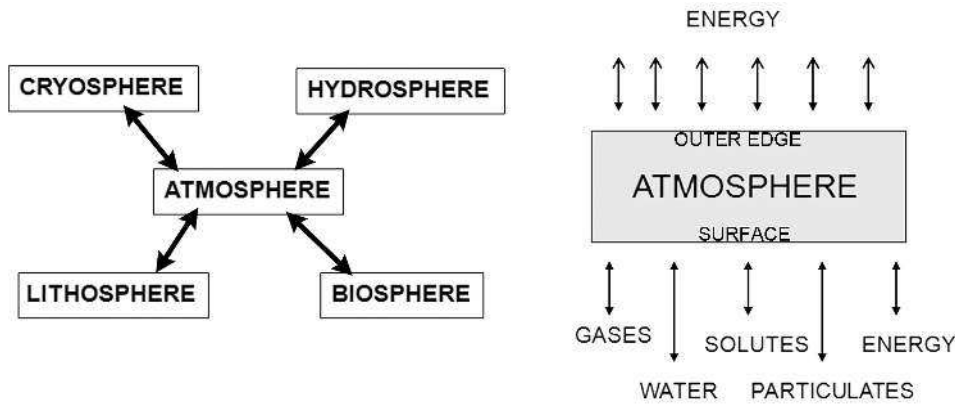 CRYOSPHERE
HYDROSPHERE
ATMOSPHERE
LITHOSPHERE
BIOSPHERE
ENERGY
OUTER EDGE
ATMOSPHERE
SURFACE
GASES
SOLUTES
ENERGY
WATER
PARTICULATES